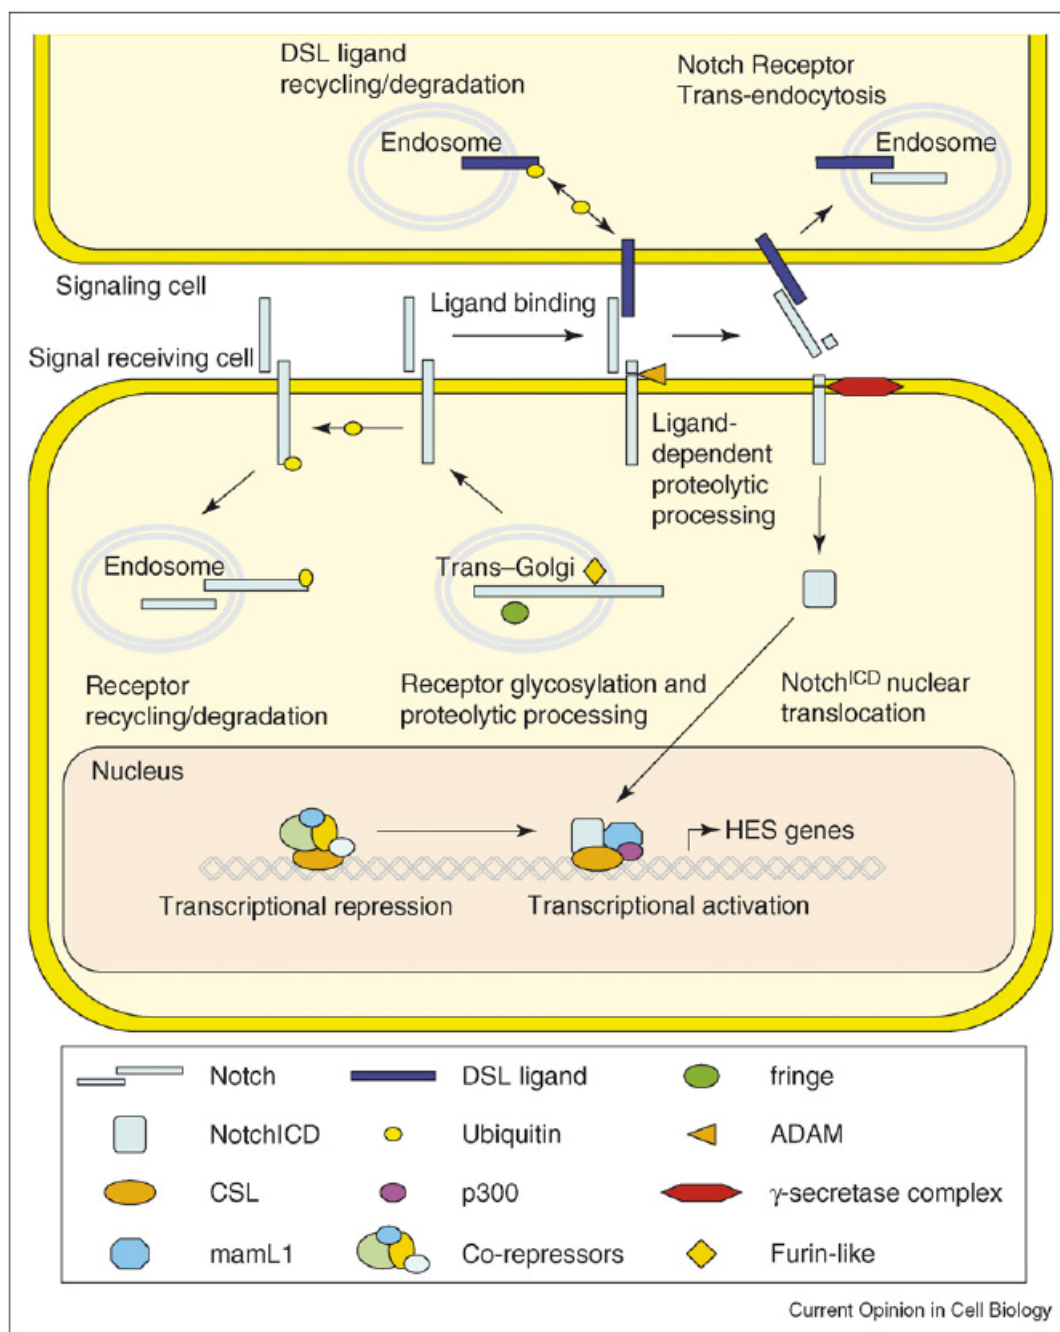 DSL ligand
recycling/degradation
Notch Receptor
Trans-endocytosis
Endosome
Endosome
Signaling cell
Ligand binding
Signal receiving cell
Ligand-
dependent
proteolytic
processing
Endosome
Trans–Golgi
Receptor
recycling/degradation
Receptor glycosylation and
proteolytic processing
NotchICD nuclear
translocation
Nucleus
HES genes
Transcriptional repression
Transcriptional activation
Notch
DSL ligand
fringe
NotchICD
Ubiquitin
ADAM
CSL
p300
γ-secretase complex
mamL1
Co-repressors
Furin-like
Current Opinion in Cell Biology